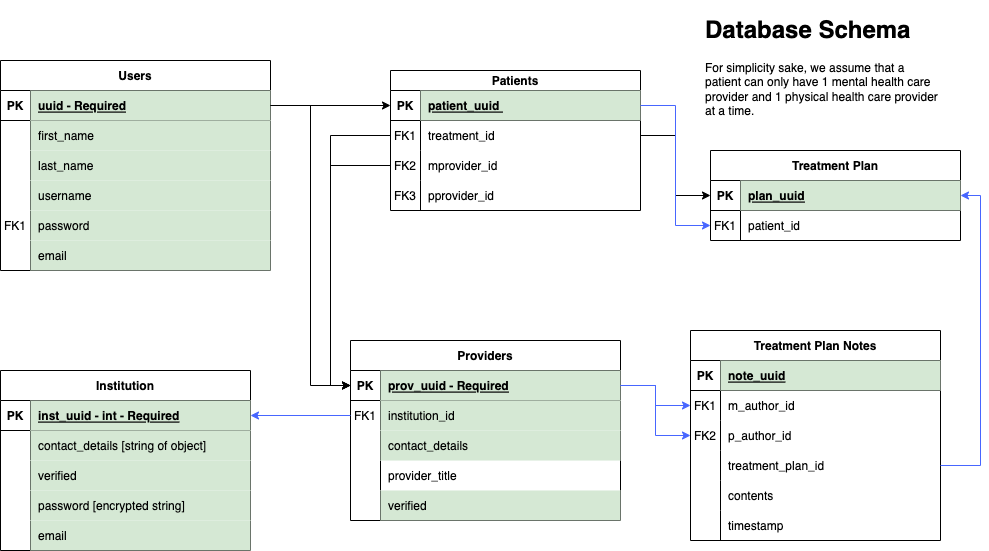 Database Schema
For simplicity sake, we assume that a
patient can only have 1 mental health care
provider and 1 physical health care provider
at a time.
Users
PK uuid - Required
first_name
last_name
username
FK1 password
email
Patients
PK patient_uuid
FK1 treatment_id
FK2 mprovider_id
FK3 pprovider_id
Treatment Plan
PK plan_uuid
FK1 patient_id
Institution
PK inst_uuid - int - Required
contact_details [string of object]
verified
password [encrypted string]
email
Providers
PK prov_uuid - Required
FK1 institution_id
contact_details
provider_title
verified
Treatment Plan Notes
PK note_uuid
FK1 m_author_id
FK2 p_author_id
treatment_plan_id
contents
timestamp